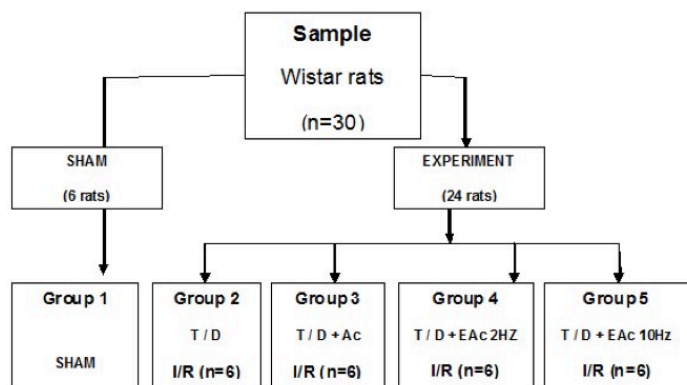 Sample
Wistar rats
(n=30)
SHAM
(6 rats)
EXPERIMENT
(24 rats)
Group 1
SHAM
Group 2
T / D
I/R (n=6)
Group 3
T / D + Ac
I/R (n=6)
Group 4
T / D + EAc 2HZ
I/R (n=6)
Group 5
T / D + EAc 10Hz
I/R (n=6)